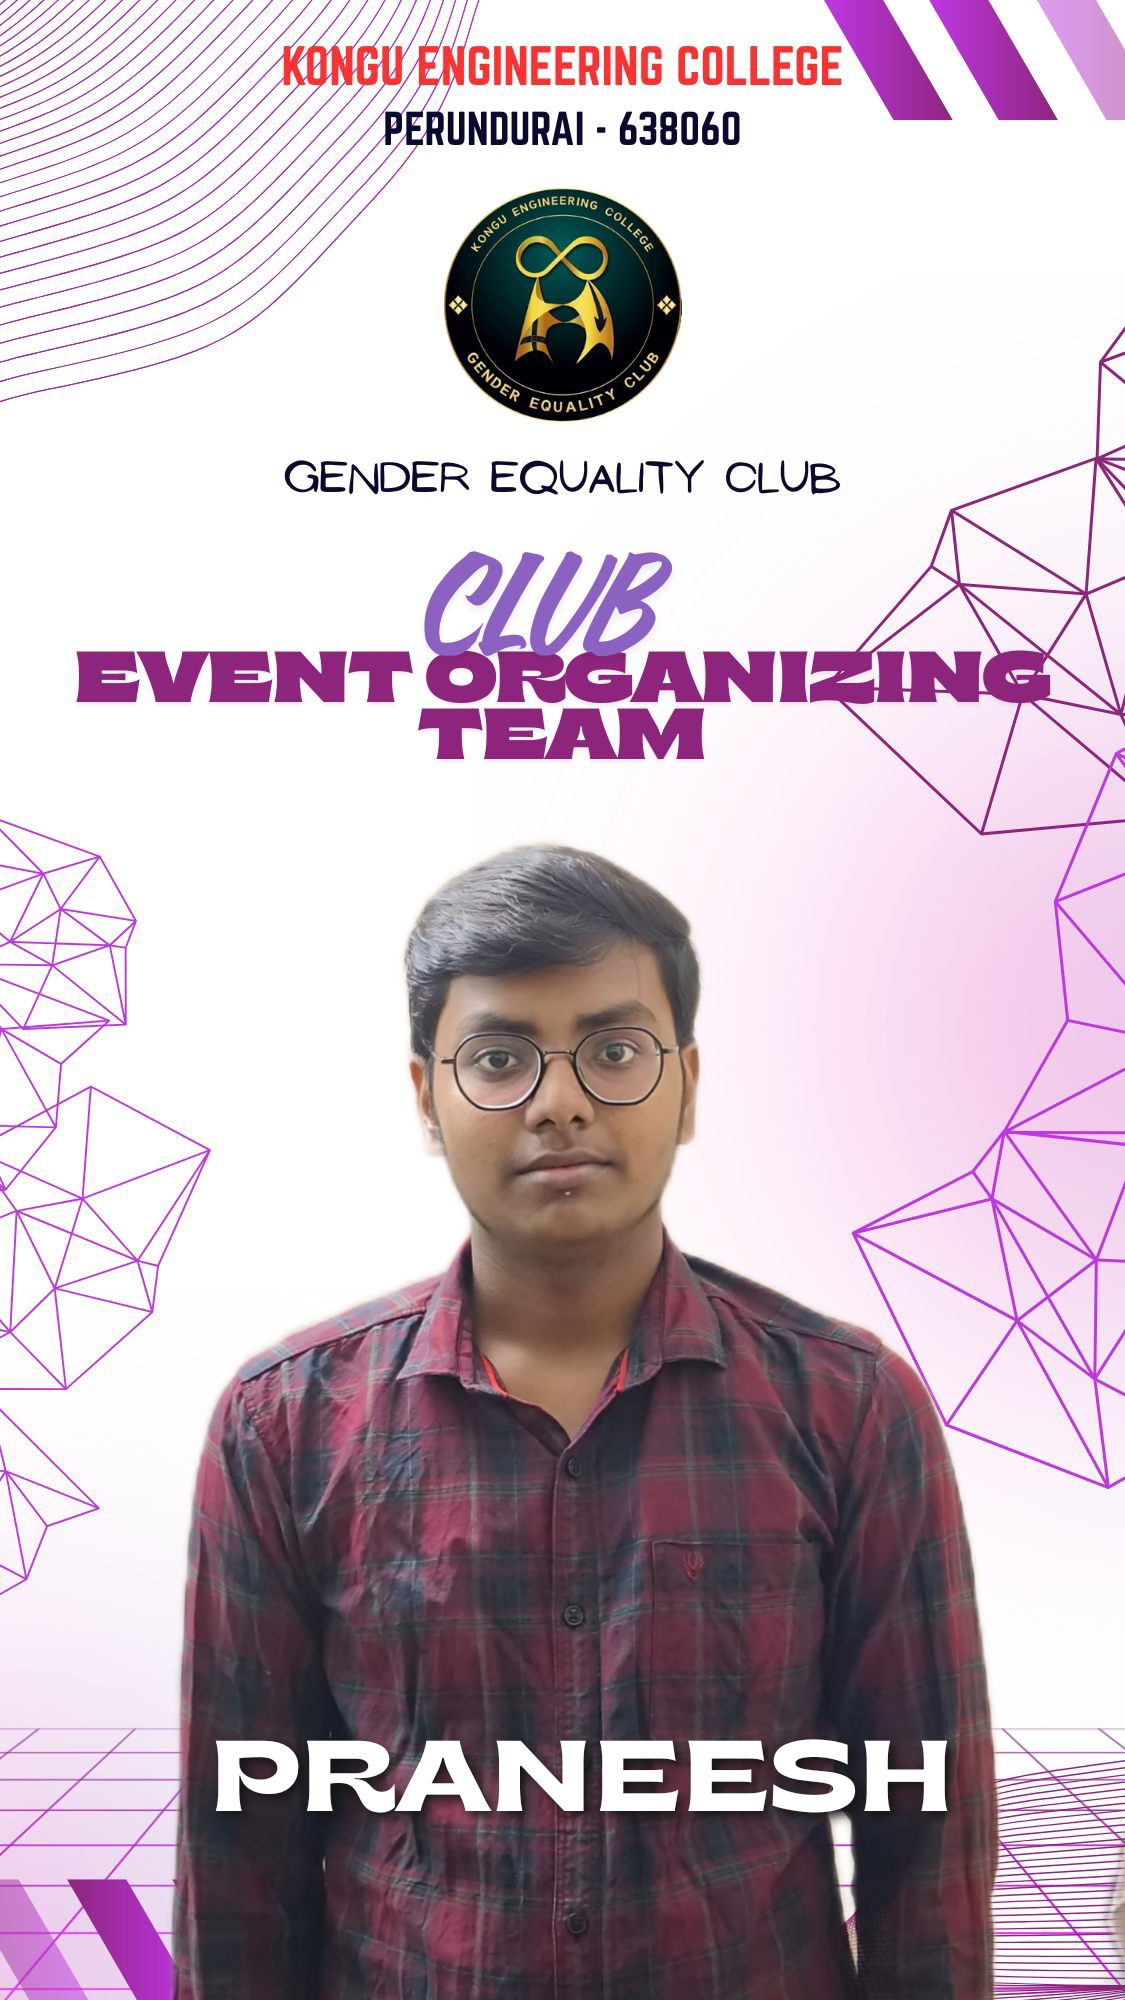 KONGU ENGINEERING COLLEGE
PERUNDURAI - 638060
KONGU ENGINEERING COLLEGE
GENDER EQUALITY CLUB
GENDER EQUALITY CLUB
CLUB
EVENT ORGANIZING
TEAM
PRANEESH